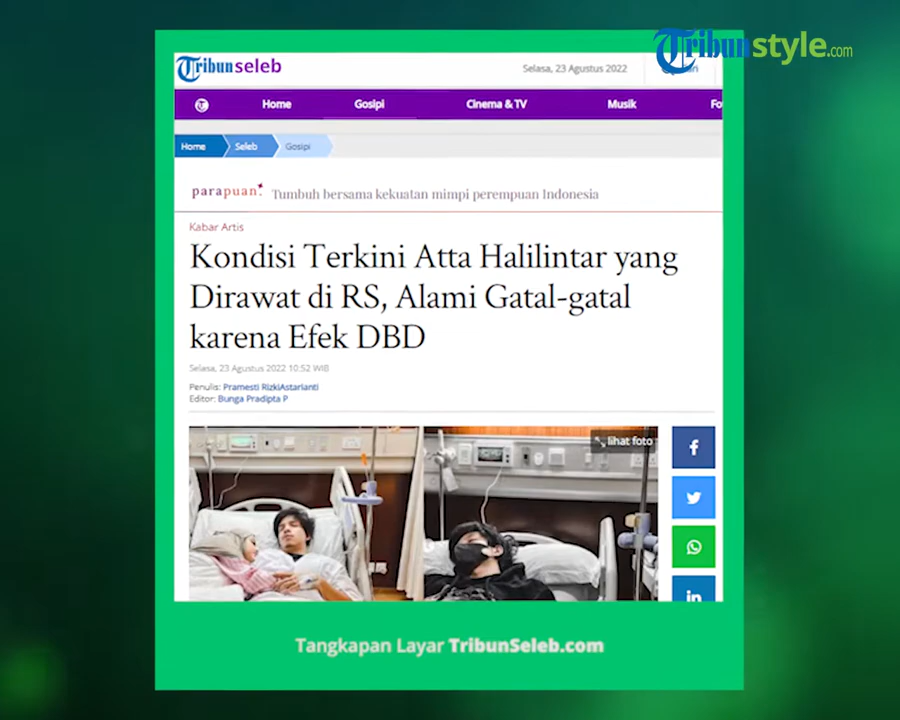 Tribunstyle.com
Tribunseleb
Selasa, 23 Agustus 2022
Home Gosipi Cinema & TV Musik Fo
Home Seleb Gosipi
parapuan. Tumbuh bersama kekuatan mimpi perempuan Indonesia
Kabar Artis
Kondisi Terkini Atta Halilintar yang
Dirawat di RS, Alami Gatal-gatal
karena Efek DBD
Selasa, 23 Agustus 2022 10:52 WIB
Penulis: Pramesti RizkiAstarianti
Editor: Bunga Pradipta P
lihat foto
Tangkapan Layar TribunSeleb.com